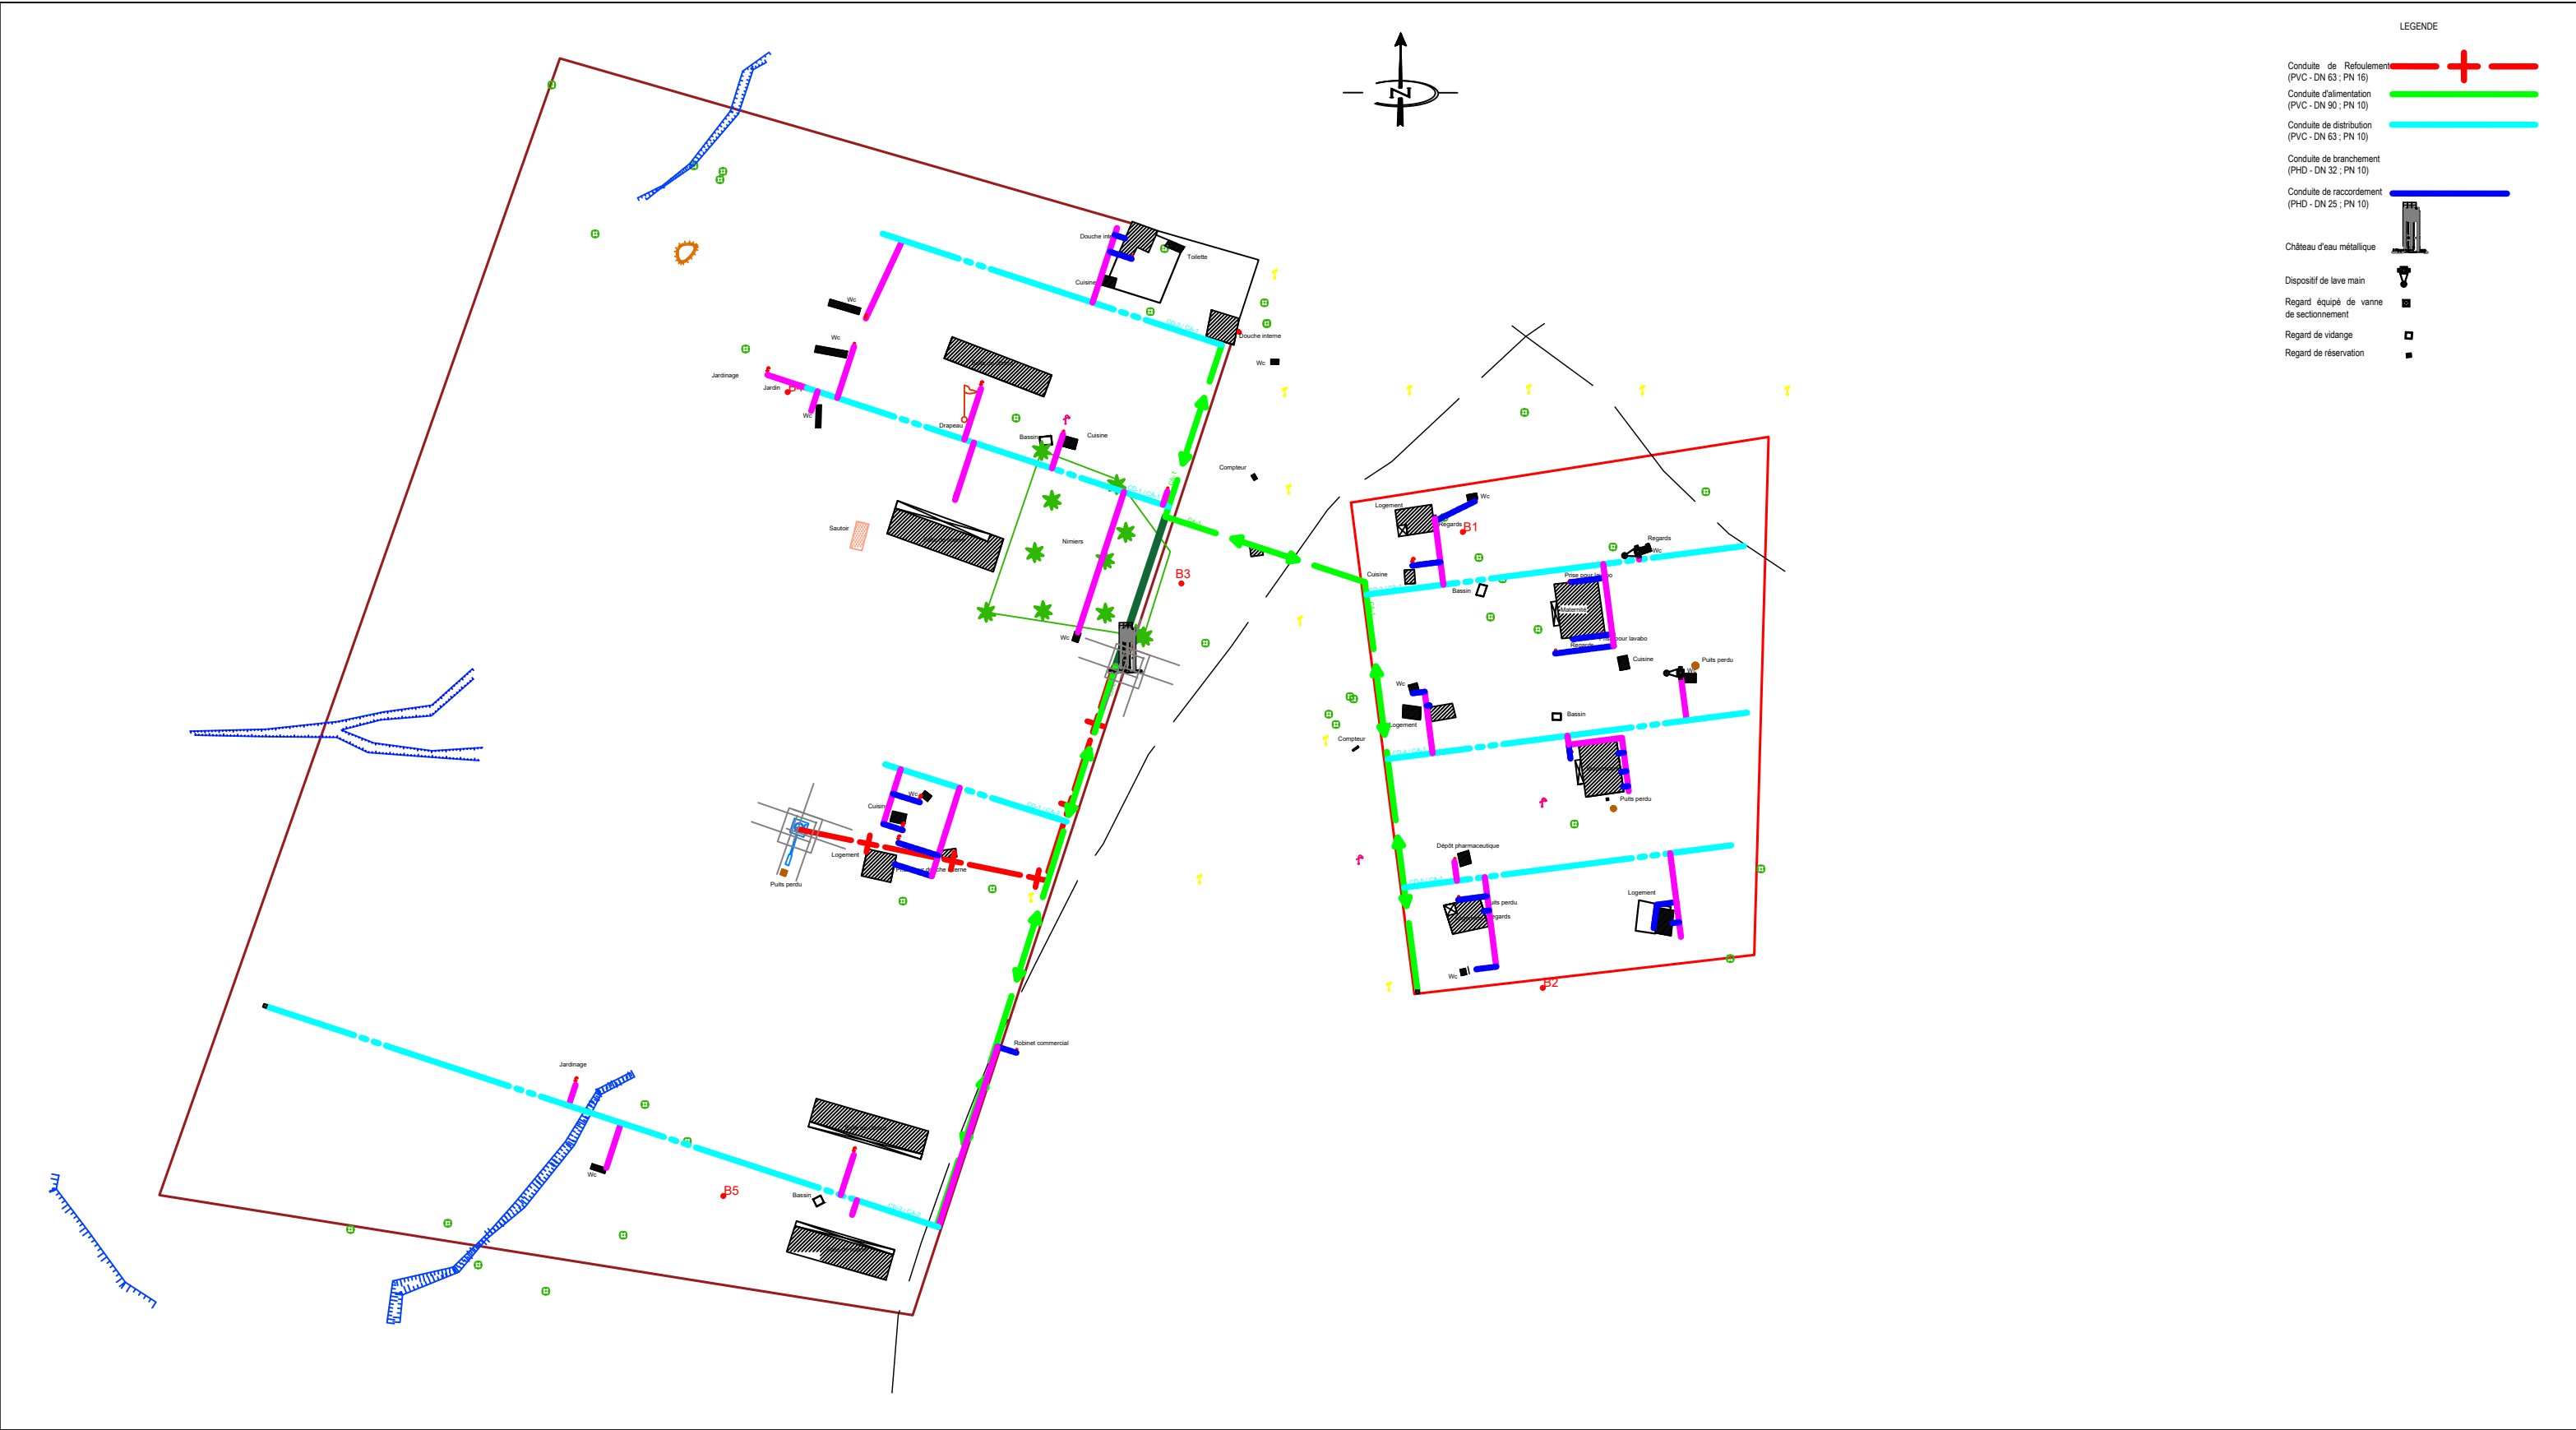 LEGENDE
Conduite de Refoulement
(PVC - DN 63 ; PN 16)
Conduite d'alimentation
(PVC - DN 90 ; PN 10)
Conduite de distribution
(PVC - DN 63 ; PN 10)
Conduite de branchement
(PHD - DN 32 ; PN 10)
Conduite de raccordement
(PHD - DN 25 ; PN 10)
Château d'eau métallique
Dispositif de lave main
Regard équipé de vanne
de sectionnement
Regard de vidange
Regard de réservation
N
Toilette
Cuisine
Douche interne
Wc
Wc
Wc
Jardinage
Jardin
Wc
Drapeau
Bassin
Cuisine
Compteur
Sautoir
Nimiers
B3
Wc
Logement
Wc
Regards
B1
Regards
Wc
Cuisine
Bassin
Maternité
Regards
Cuisine
Puits perdu
Wc
Logement
Bassin
Compteur
Puits perdu
Dépôt pharmaceutique
Logement
Wc
B2
Wc
Logement
Puits perdu
Robinet commercial
Jardinage
Wc
B5
Bassin